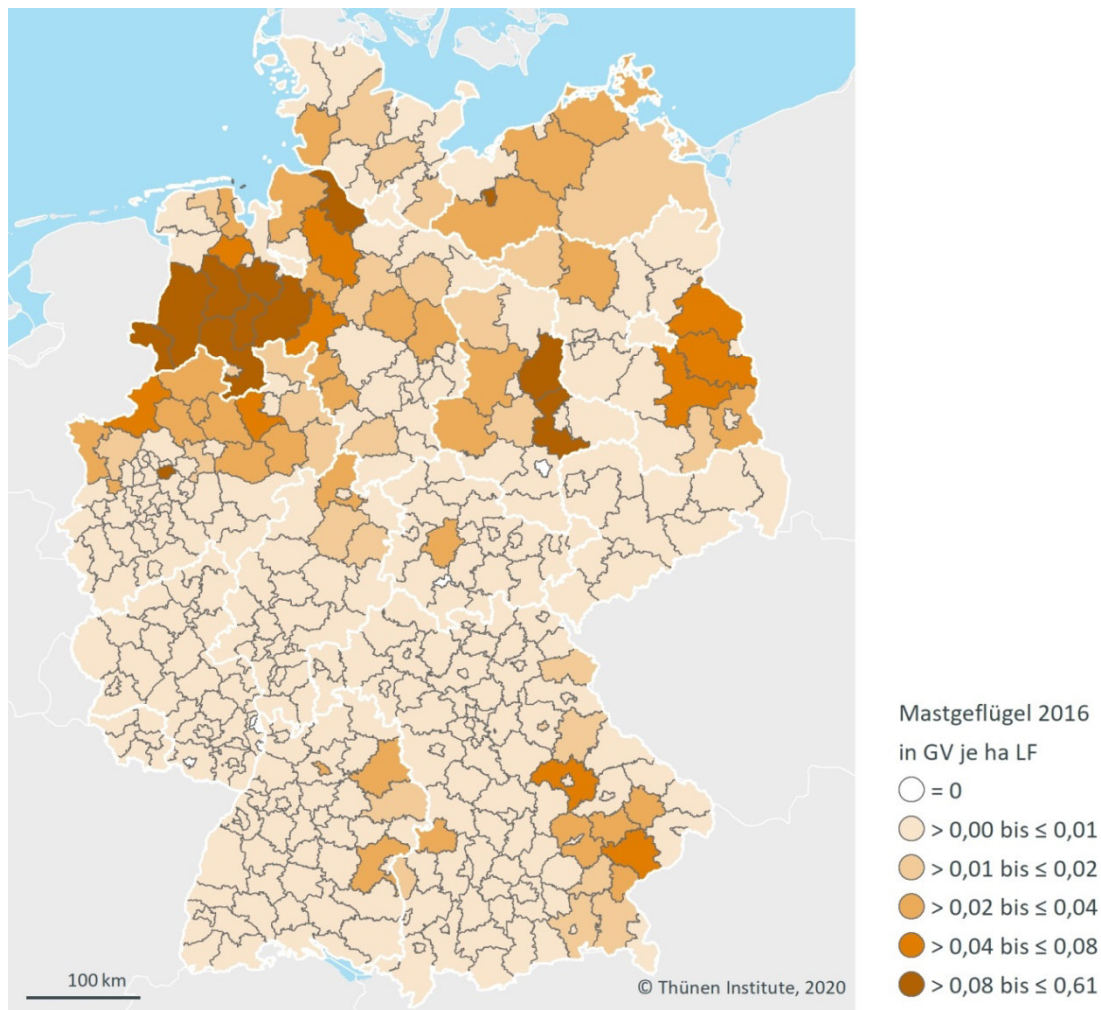 Mastgeflügel 2016
in GV je ha LF
= 0
> 0,00 bis ≤ 0,01
> 0,01 bis ≤ 0,02
> 0,02 bis ≤ 0,04
> 0,04 bis ≤ 0,08
> 0,08 bis ≤ 0,61
100 km
© Thünen Institute, 2020